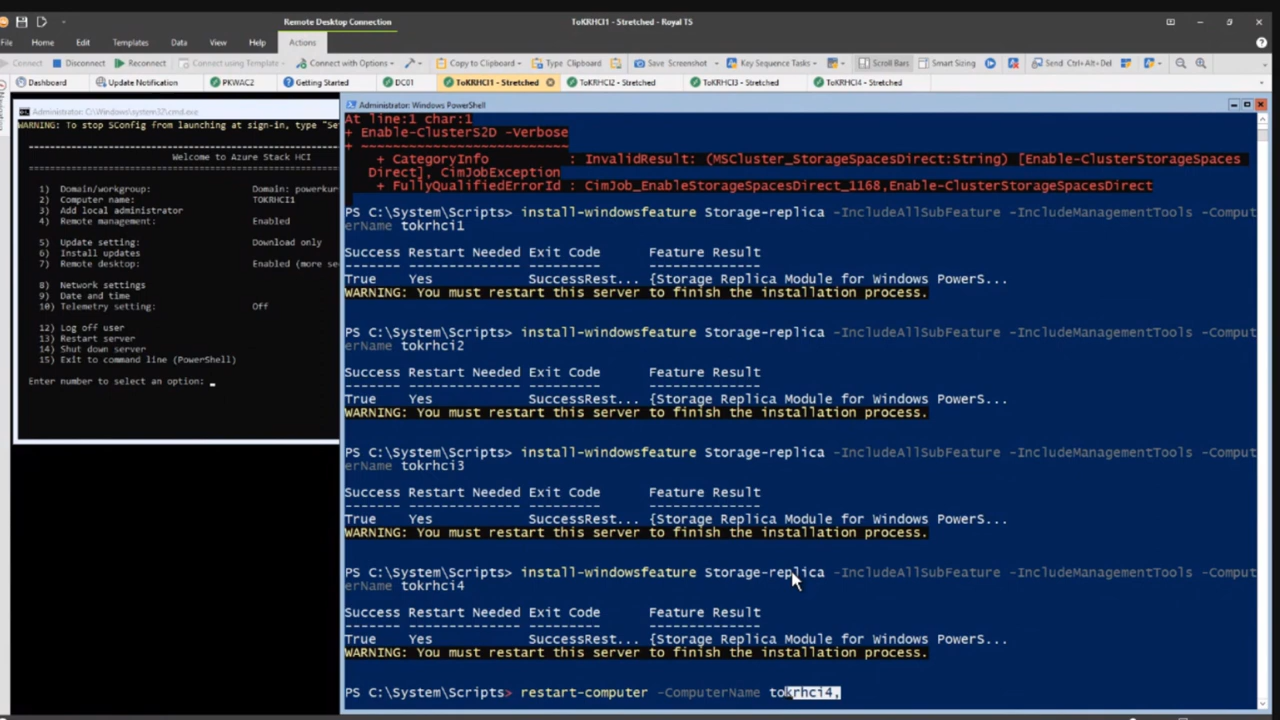 Remote Desktop Connection
ToKRHCI1 - Stretched - Royal TS
File Home Edit Templates Data View Help Actions
Connect Disconnect Reconnect Connect using Template Connect with Options Copy to Clipboard Type Clipboard Save Screenshot Key Sequence Tasks Scroll Bars Smart Sizing Send Ctrl+Alt+Del
Dashboard Update Notification PKWAC2 Getting Started DC01 ToKRHCI1 - Stretched ToKRHCI2 - Stretched ToKRHCI3 - Stretched ToKRHCI4 - Stretched
Administrator: C:\Windows\system32\cmd.exe
WARNING: To stop SConfig from launching at sign-in, type "Se
Welcome to Azure Stack HCI
1) Domain/workgroup: Domain: powerkur
2) Computer name: TOKRHCI1
3) Add local administrator
4) Remote management: Enabled
5) Update setting: Download only
6) Install updates
7) Remote desktop: Enabled (more se
8) Network settings
9) Date and time
10) Telemetry setting: Off
12) Log off user
13) Restart server
14) Shut down server
15) Exit to command line (PowerShell)
Enter number to select an option: _
Administrator: Windows PowerShell
At line:1 char:1
+ Enable-ClusterS2D -Verbose
+ ~~~~~~~~~~~~~~~~~~~~~~~~~~
+ CategoryInfo : InvalidResult: (MSCluster_StorageSpacesDirect:String) [Enable-ClusterStorageSpaces
Direct], CimJobException
+ FullyQualifiedErrorId : CimJob_EnableStorageSpacesDirect_1168,Enable-ClusterStorageSpacesDirect
PS C:\System\Scripts> install-windowsfeature Storage-replica -IncludeAllSubFeature -IncludeManagementTools -Comput
erName tokrhci1
Success Restart Needed Exit Code Feature Result
------- -------------- --------- --------------
True Yes SuccessRest... {Storage Replica Module for Windows PowerS...
WARNING: You must restart this server to finish the installation process.
PS C:\System\Scripts> install-windowsfeature Storage-replica -IncludeAllSubFeature -IncludeManagementTools -Comput
erName tokrhci2
Success Restart Needed Exit Code Feature Result
------- -------------- --------- --------------
True Yes SuccessRest... {Storage Replica Module for Windows PowerS...
WARNING: You must restart this server to finish the installation process.
PS C:\System\Scripts> install-windowsfeature Storage-replica -IncludeAllSubFeature -IncludeManagementTools -Comput
erName tokrhci3
Success Restart Needed Exit Code Feature Result
------- -------------- --------- --------------
True Yes SuccessRest... {Storage Replica Module for Windows PowerS...
WARNING: You must restart this server to finish the installation process.
PS C:\System\Scripts> install-windowsfeature Storage-replica -IncludeAllSubFeature -IncludeManagementTools -Comput
erName tokrhci4
Success Restart Needed Exit Code Feature Result
------- -------------- --------- --------------
True Yes SuccessRest... {Storage Replica Module for Windows PowerS...
WARNING: You must restart this server to finish the installation process.
PS C:\System\Scripts> restart-computer -ComputerName tokrhci4,